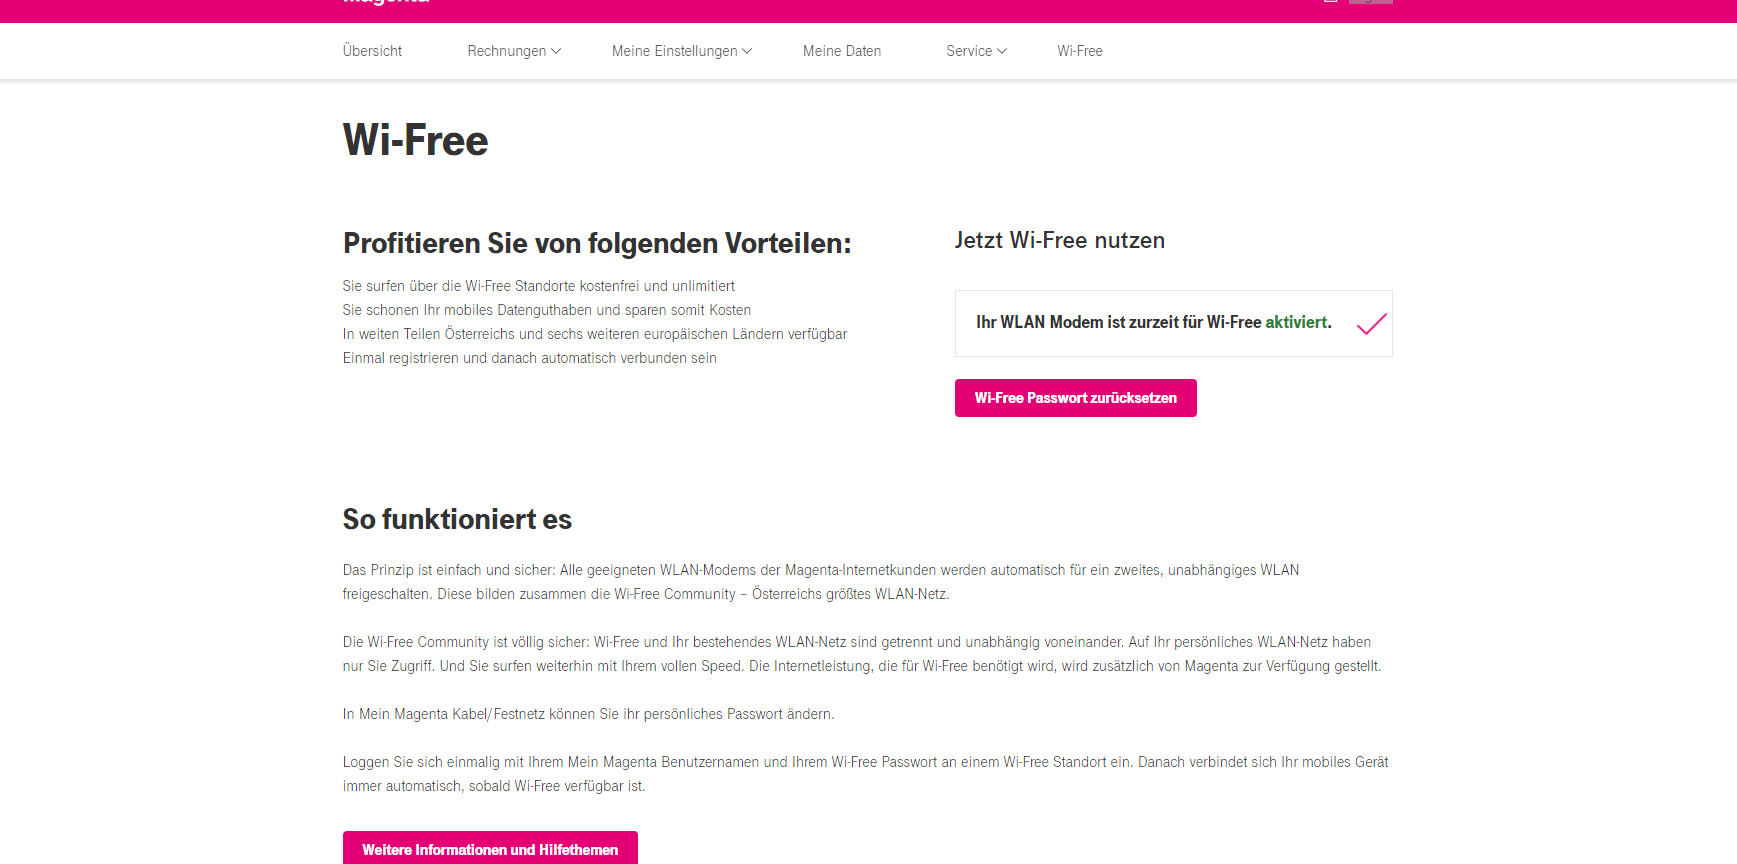 Magenta
Übersicht Rechnungen Meine Einstellungen Meine Daten Service Wi-Free
Wi-Free
Profitieren Sie von folgenden Vorteilen:
Sie surfen über die Wi-Free Standorte kostenfrei und unlimitiert
Sie schonen Ihr mobiles Datenguthaben und sparen somit Kosten
In weiten Teilen Österreichs und sechs weiteren europäischen Ländern verfügbar
Einmal registrieren und danach automatisch verbunden sein
Jetzt Wi-Free nutzen
Ihr WLAN Modem ist zurzeit für Wi-Free aktiviert.
Wi-Free Passwort zurücksetzen
So funktioniert es
Das Prinzip ist einfach und sicher: Alle geeigneten WLAN-Modems der Magenta-Internetkunden werden automatisch für ein zweites, unabhängiges WLAN
freigeschalten. Diese bilden zusammen die Wi-Free Community – Österreichs größtes WLAN-Netz.
Die Wi-Free Community ist völlig sicher: Wi-Free und Ihr bestehendes WLAN-Netz sind getrennt und unabhängig voneinander. Auf Ihr persönliches WLAN-Netz haben
nur Sie Zugriff. Und Sie surfen weiterhin mit Ihrem vollen Speed. Die Internetleistung, die für Wi-Free benötigt wird, wird zusätzlich von Magenta zur Verfügung gestellt.
In Mein Magenta Kabel/Festnetz können Sie ihr persönliches Passwort ändern.
Loggen Sie sich einmalig mit Ihrem Mein Magenta Benutzernamen und Ihrem Wi-Free Passwort an einem Wi-Free Standort ein. Danach verbindet sich Ihr mobiles Gerät
immer automatisch, sobald Wi-Free verfügbar ist.
Weitere Informationen und Hilfethemen